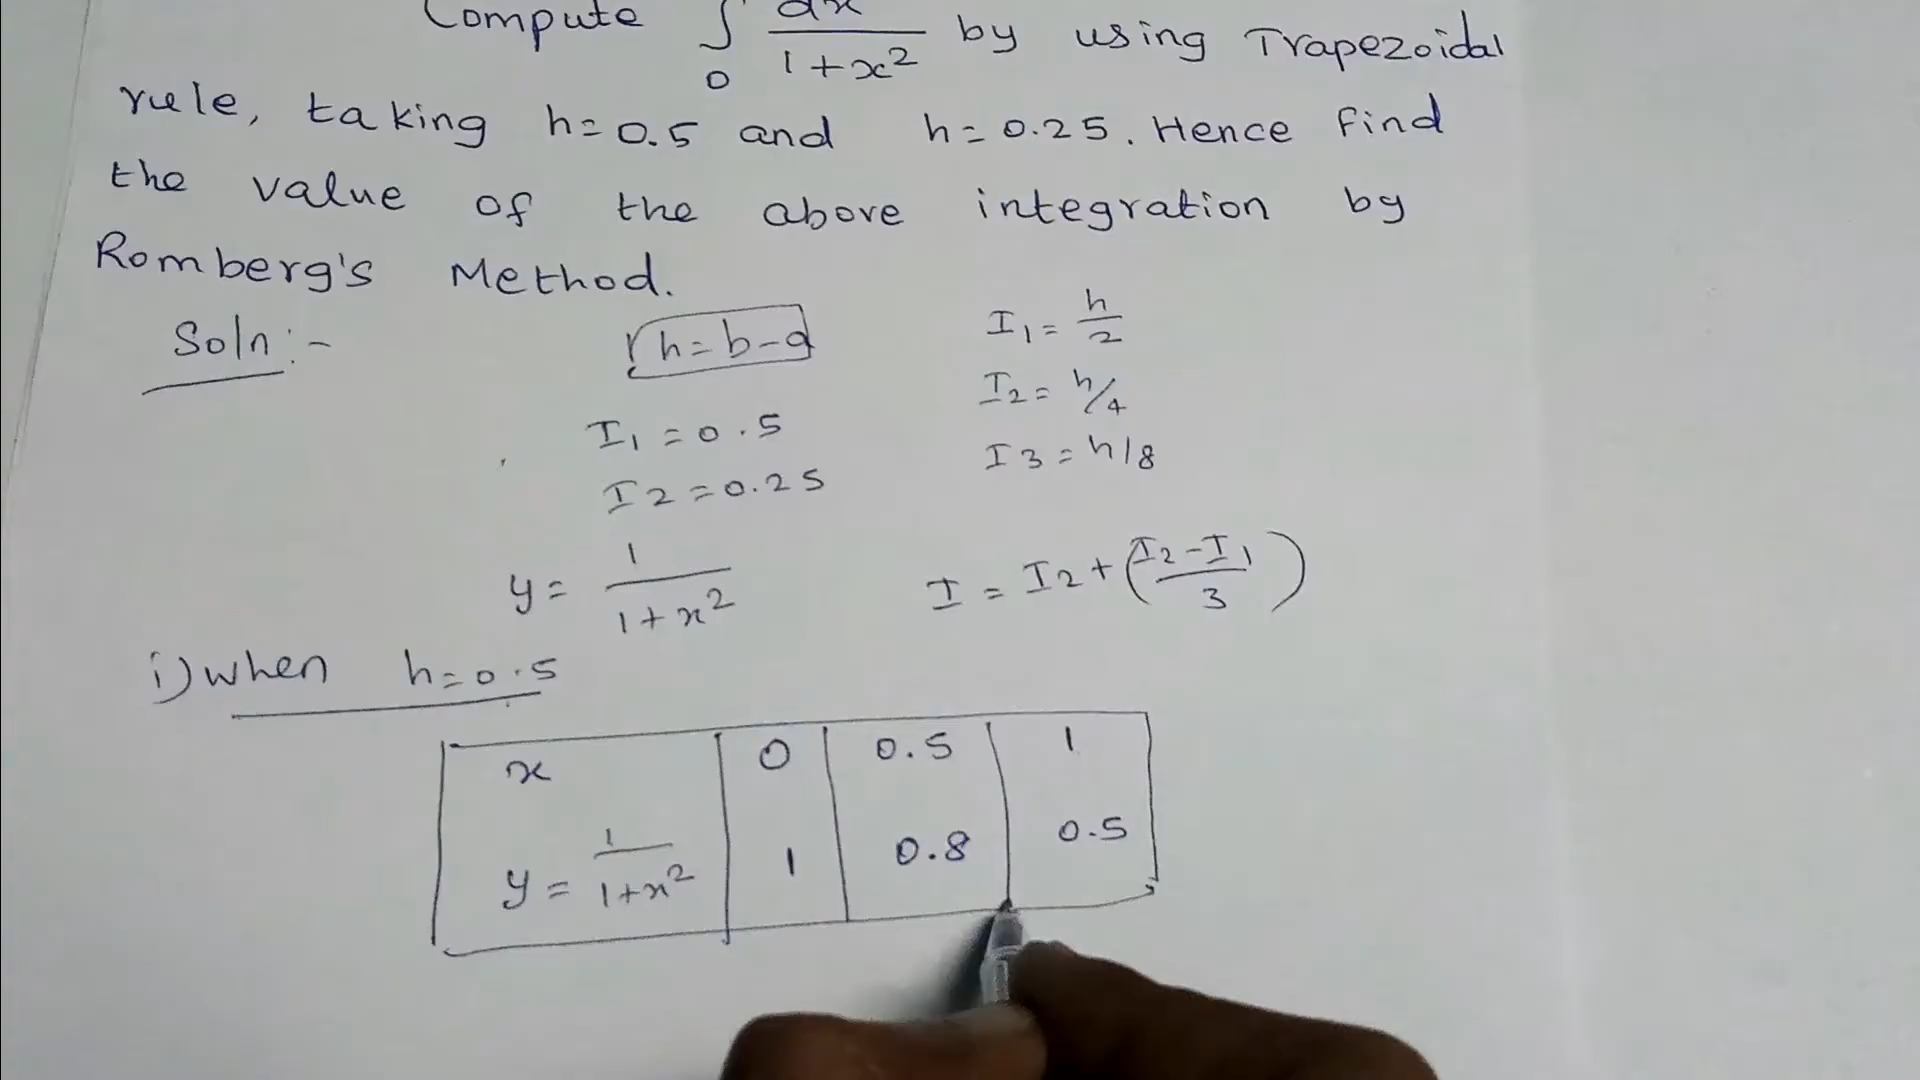 Compute ∫0 dx/1+x² by using Trapezoidal
rule, taking h=0.5 and h=0.25. Hence find
the value of the above integration by
Romberg's Method.
Soln:-
h=b-a
I1=h/2
I2=h/4
I3=h/8
I1=0.5
I2=0.25
y=1/1+x²
I=I2+(I2-I1/3)
i) when h=0.5
x 0 0.5 1
y=1/1+x² 1 0.8 0.5